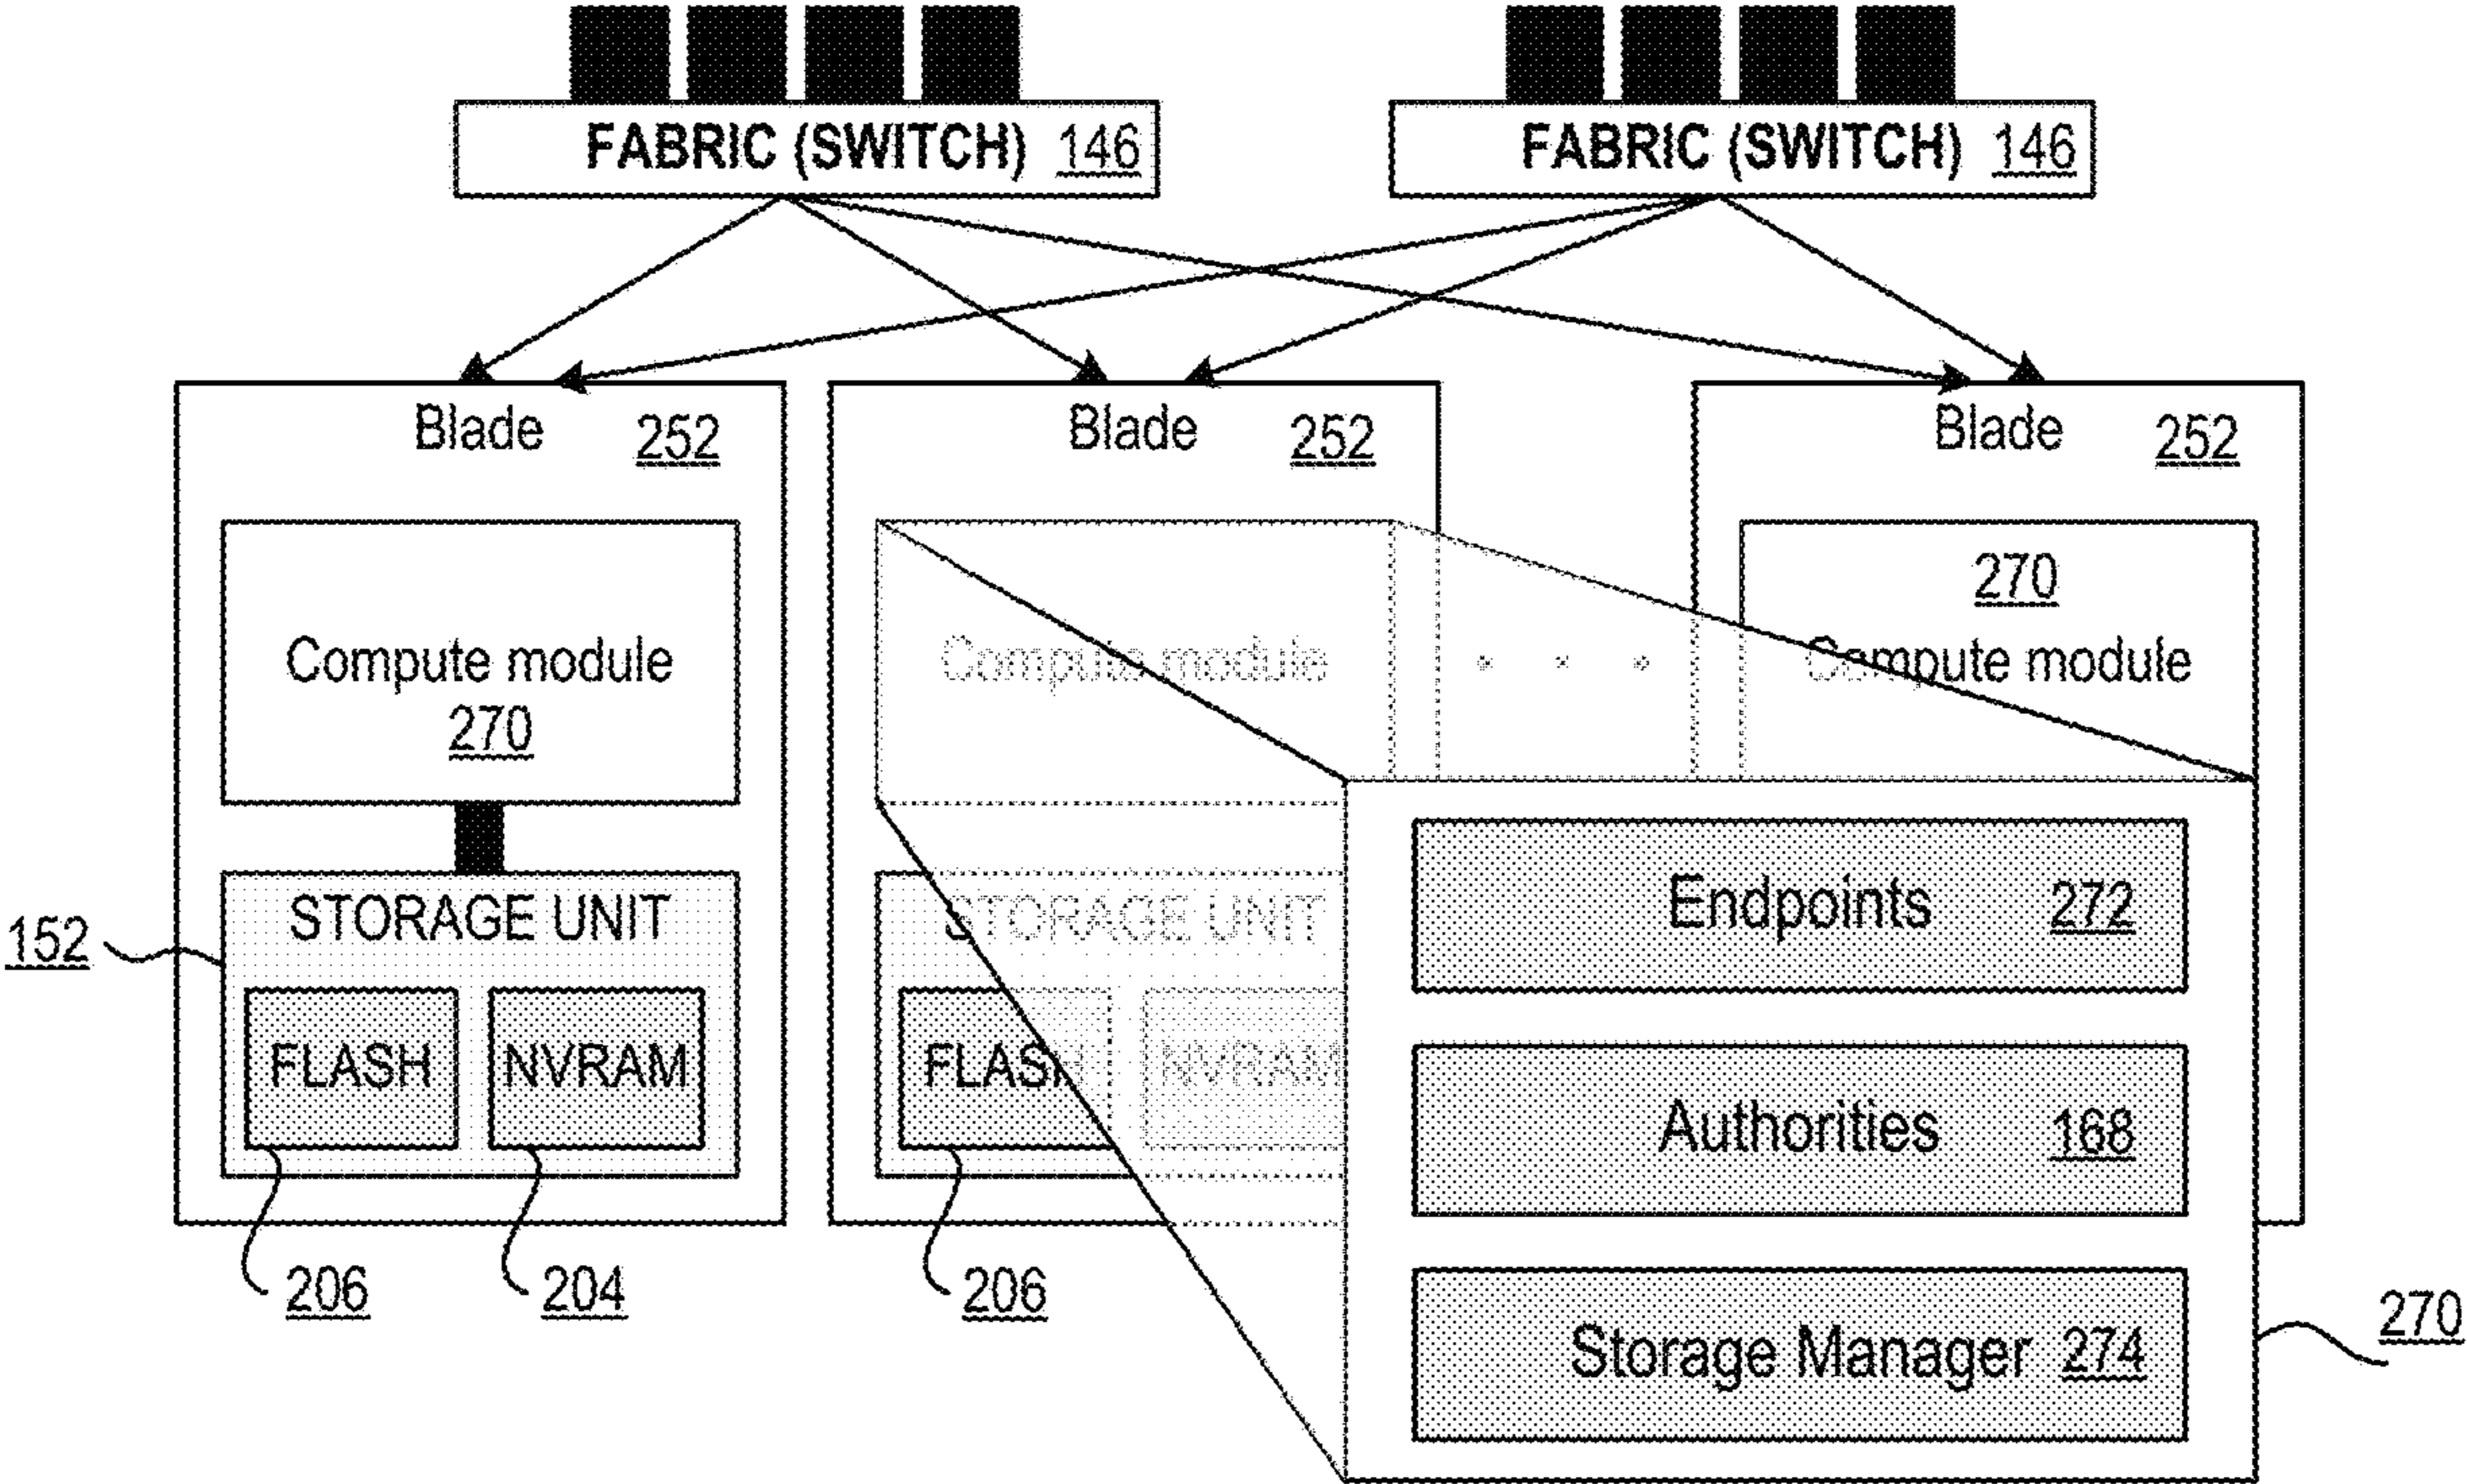 FABRIC (SWITCH) 146
FABRIC (SWITCH) 146
Blade 252
Blade 252
Blade 252
Compute module
270
Compute module
270
Compute module
STORAGE UNIT
152
FLASH
NVRAM
STORAGE UNIT
FLASH
NVRAM
206
204
206
Endpoints 272
Authorities 168
Storage Manager 274
270